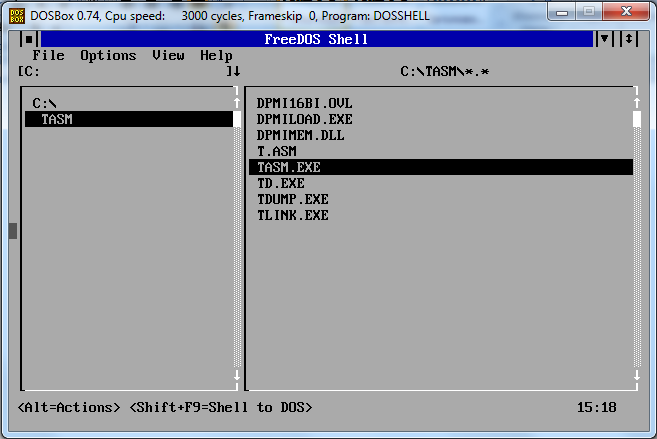 DOSBox 0.74, Cpu speed: 3000 cycles, Frameskip 0, Program: DOSSHELL
FreeDOS Shell
File Options View Help
[C: ]↓ C:\TASM\*.*
C:\
TASM
DPMI16BI.OVL
DPMILOAD.EXE
DPMIMEM.DLL
T.ASM
TASM.EXE
TD.EXE
TDUMP.EXE
TLINK.EXE
<Alt=Actions> <Shift+F9=Shell to DOS> 15:18